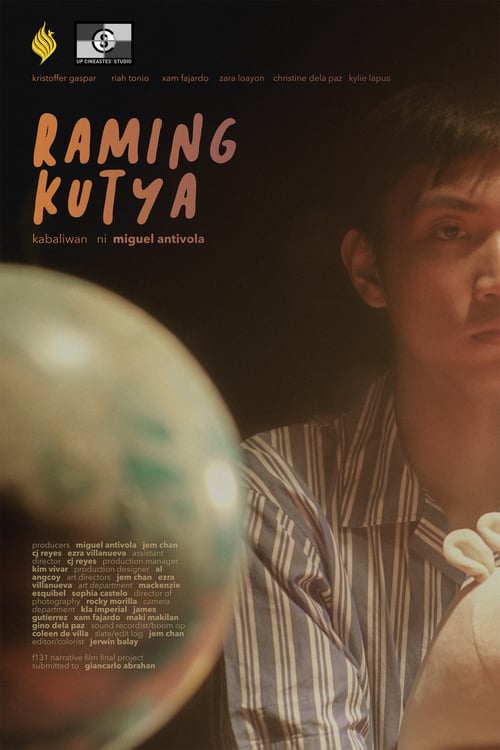 UP CINEASTES' STUDIO
kristoffer gaspar riah tonio xam fajardo zara loayon christine dela paz kylie lapus
RAMING
KUTYA
kabaliwan ni miguel antivola
producers miguel antivola jem chan
cj reyes ezra villanueva assistant
director cj reyes production manager
kim vivar production designer al
angcoy art directors jem chan ezra
villanueva art department mackenzie
esquibel sophia castelo director of
photography rocky morilla camera
department kla imperial james
gutierrez xam fajardo maki makilan
gino dela paz sound recordist/boom op
coleen de villa slate/edit log jem chan
editor/colorist jerwin balay
f131 narrative film final project
submitted to giancarlo abrahan